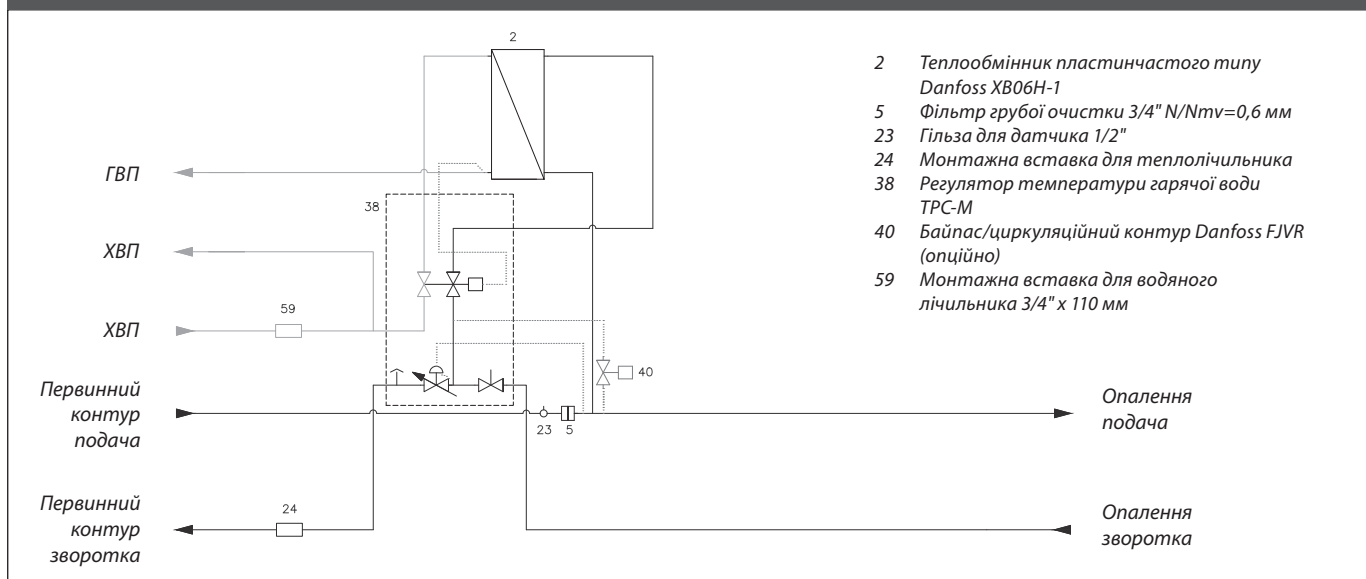 2
2 Теплообмінник пластинчастого типу
Danfoss XB06H-1
5 Фільтр грубої очистки 3/4" N/Nmv=0,6 мм
23 Гільза для датчика 1/2"
24 Монтажна вставка для теплолічильника
38 Регулятор температури гарячої води
TPC-M
40 Байпас/циркуляційний контур Danfoss FJVR
(опційно)
59 Монтажна вставка для водяного
лічильника 3/4" x 110 мм
ГВП
38
ХВП
59
ХВП
40
Первинний
контур
подача
23
5
Опалення
подача
Первинний
контур
зворотка
24
Опалення
зворотка